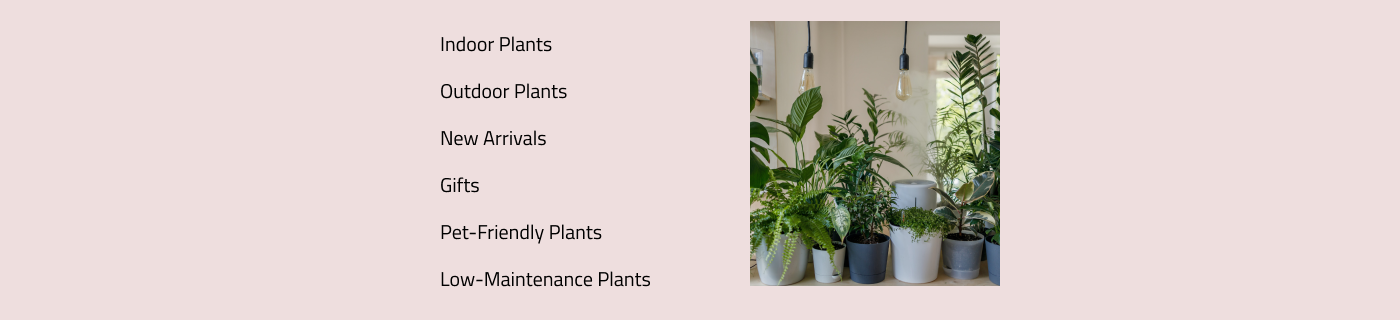 Indoor Plants
Outdoor Plants
New Arrivals
Gifts
Pet-Friendly Plants
Low-Maintenance Plants